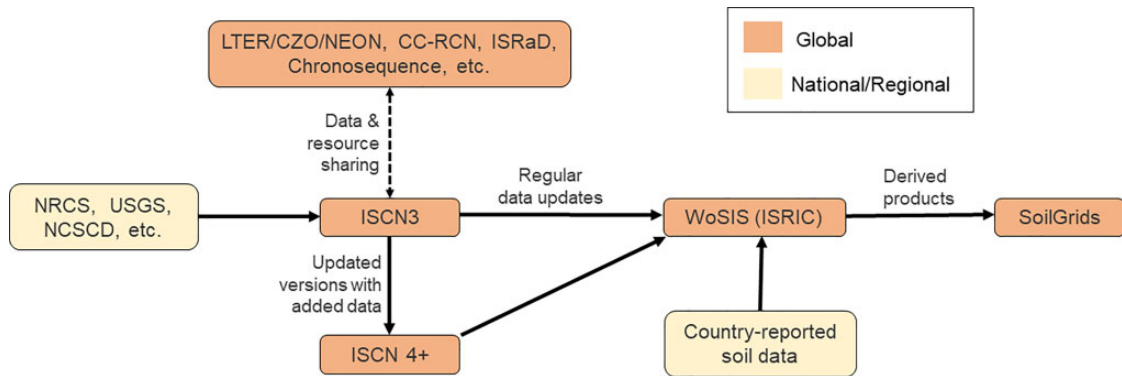 LTER/CZO/NEON, CC-RCN, ISRaD,
Chronosequence, etc.
Global
National/Regional
Data &
resource
sharing
Regular
data updates
Derived
products
NRCS, USGS,
NCSCD, etc.
ISCN3
WoSIS (ISRIC)
SoilGrids
Updated
versions with
added data
ISCN 4+
Country-reported
soil data